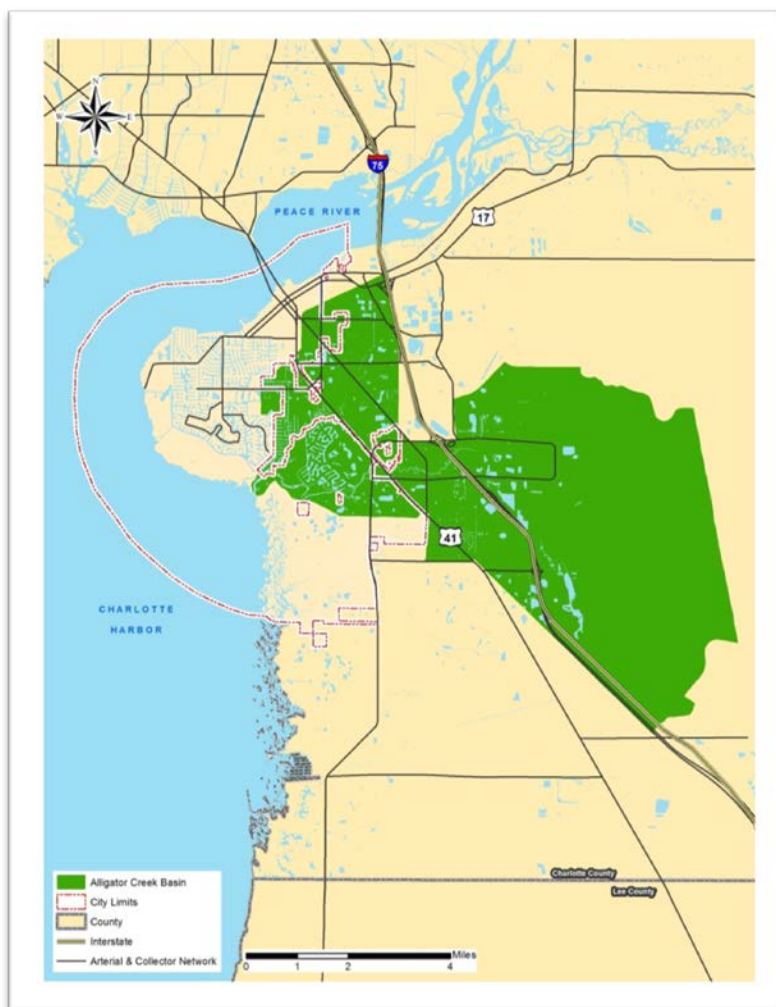 N
W
E
S
75
17
PEACE RIVER
41
CHARLOTTE
HARBOR
Charlotte County
Lee County
Alligator Creek Basin
City Limits
County
Interstate
Arterial & Collector Network
Miles
0 1 2 4